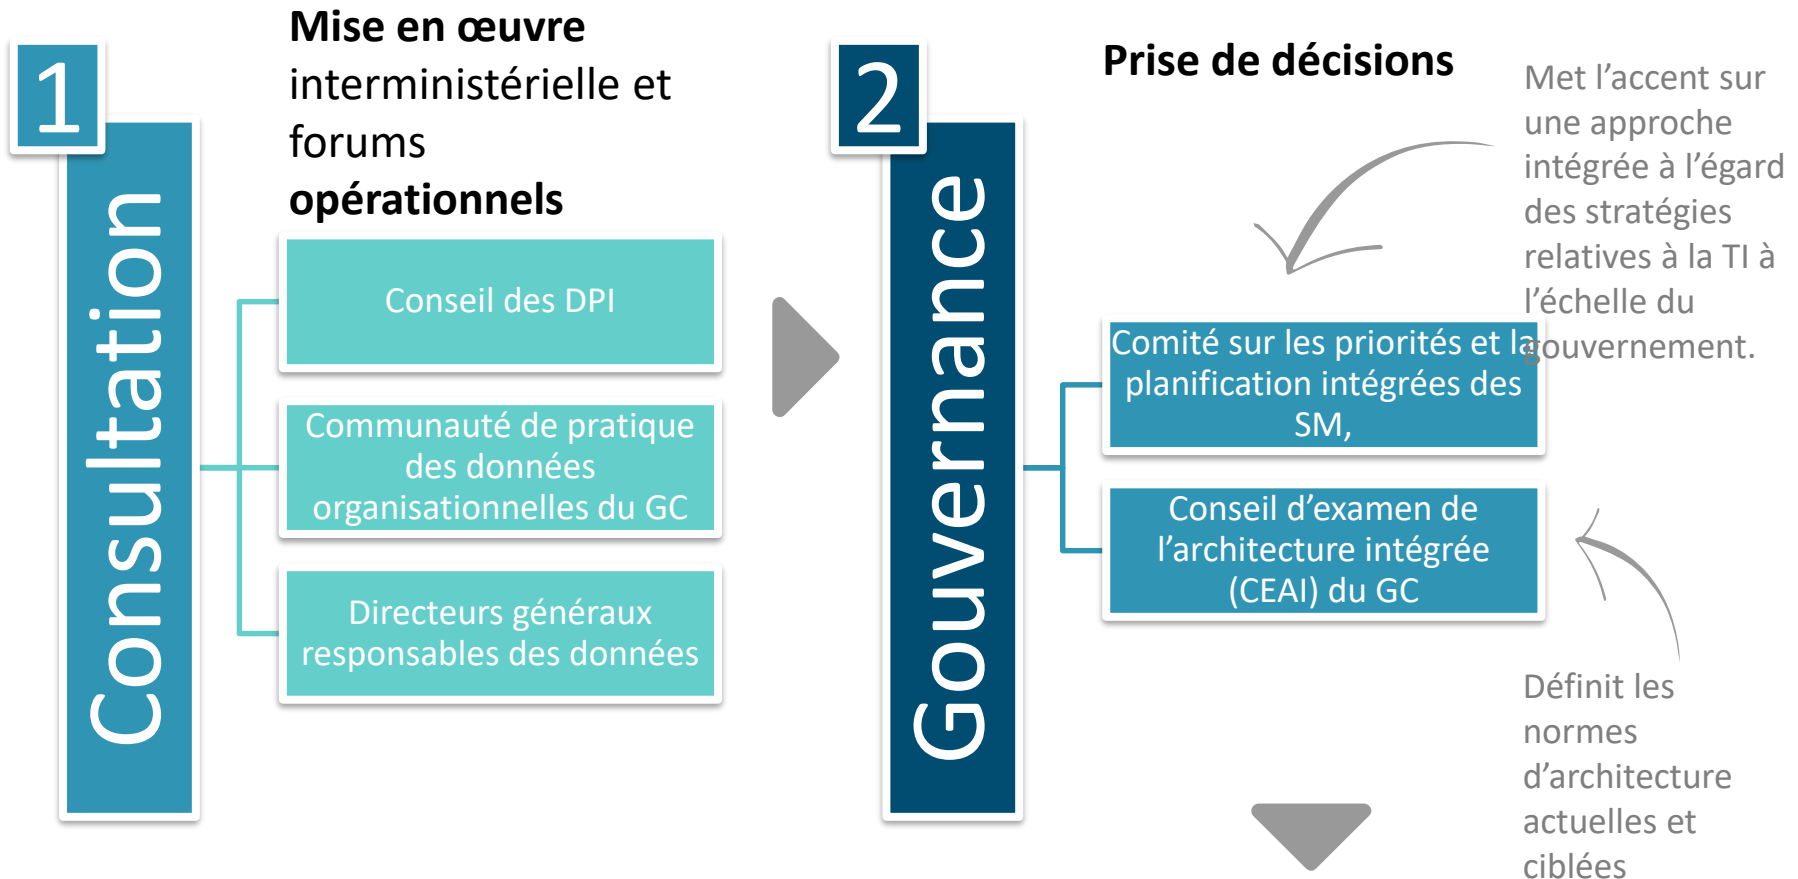 1
Consultation
Mise en œuvre
interministérielle et
forums
opérationnels
Conseil des DPI
Communauté de pratique
des données
organisationnelles du GC
Directeurs généraux
responsables des données
2
Gouvernance
Prise de décisions
Met l’accent sur
une approche
intégrée à l’égard
des stratégies
relatives à la TI à
l’échelle du
gouvernement.
Comité sur les priorités et la
planification intégrées des
SM,
Conseil d’examen de
l’architecture intégrée
(CEAI) du GC
Définit les
normes
d’architecture
actuelles et
ciblées